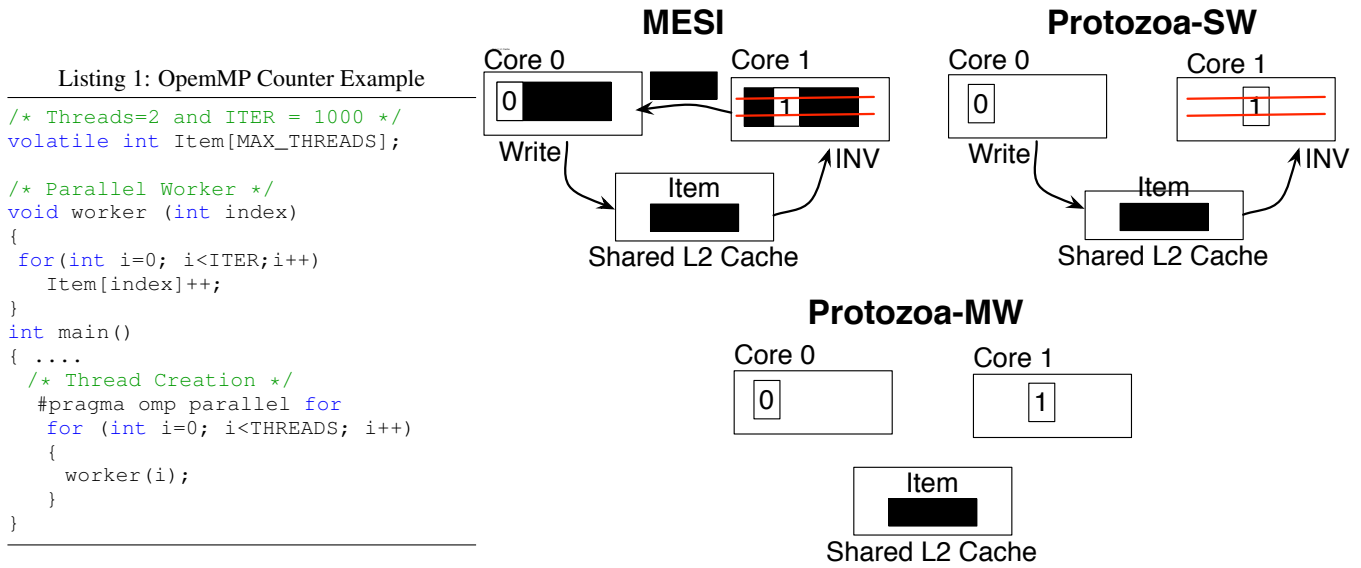 Listing 1: OpemMP Counter Example
/* Threads=2 and ITER = 1000 */
volatile int Item[MAX_THREADS];
/* Parallel Worker */
void worker (int index)
{
for(int i=0; i<ITER;i++)
Item[index]++;
}
int main()
{ ....
/* Thread Creation */
#pragma omp parallel for
for (int i=0; i<THREADS; i++)
{
worker(i);
}
}
MESI
Core 0
Core 1
0
1
Write
INV
Item
Shared L2 Cache
Protozoa-SW
Core 0
Core 1
0
1
Write
INV
Item
Shared L2 Cache
Protozoa-MW
Core 0
Core 1
0
1
Item
Shared L2 Cache